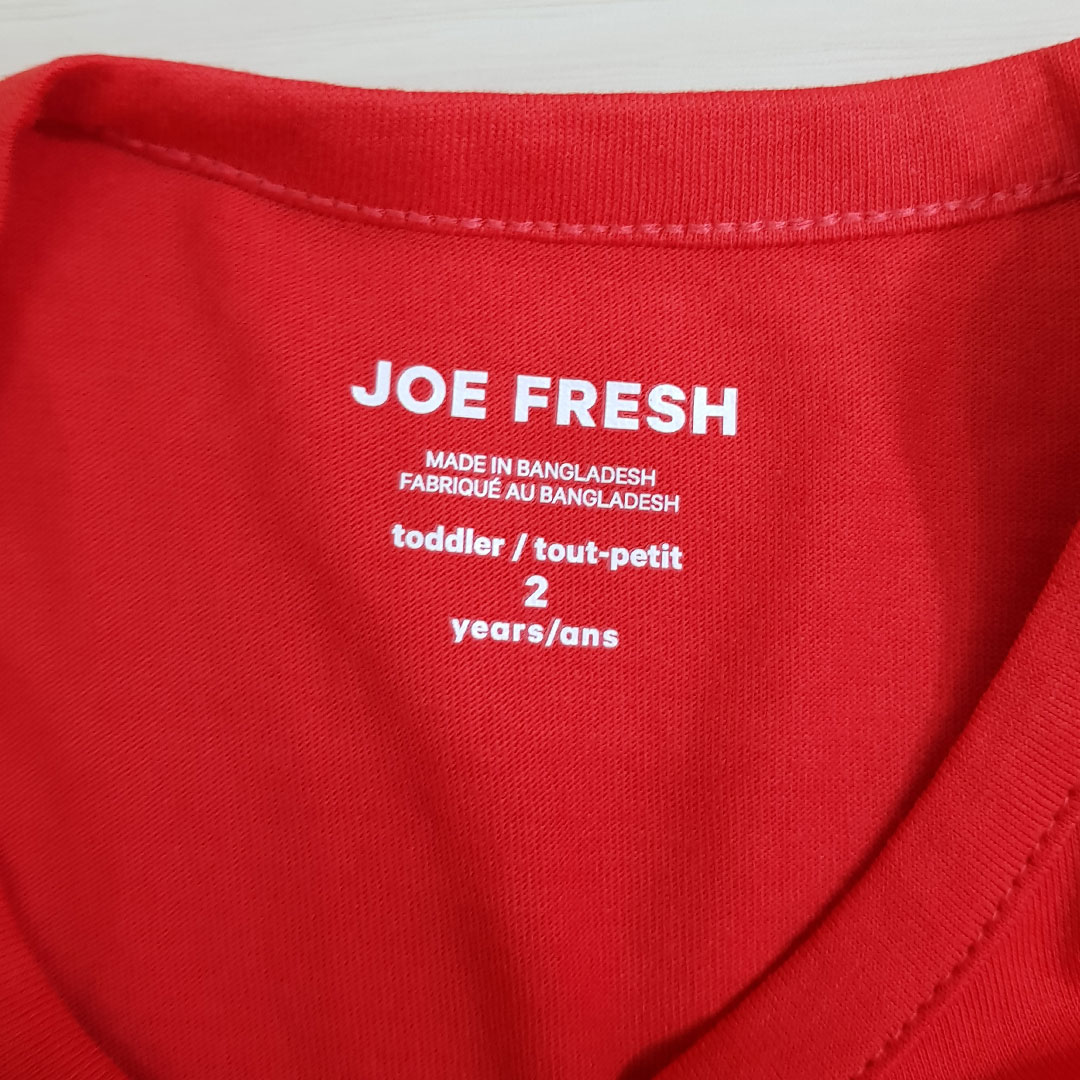 JOE FRESH
MADE IN BANGLADESH
FABRIQUÉ AU BANGLADESH
toddler / tout-petit
2
years/ans